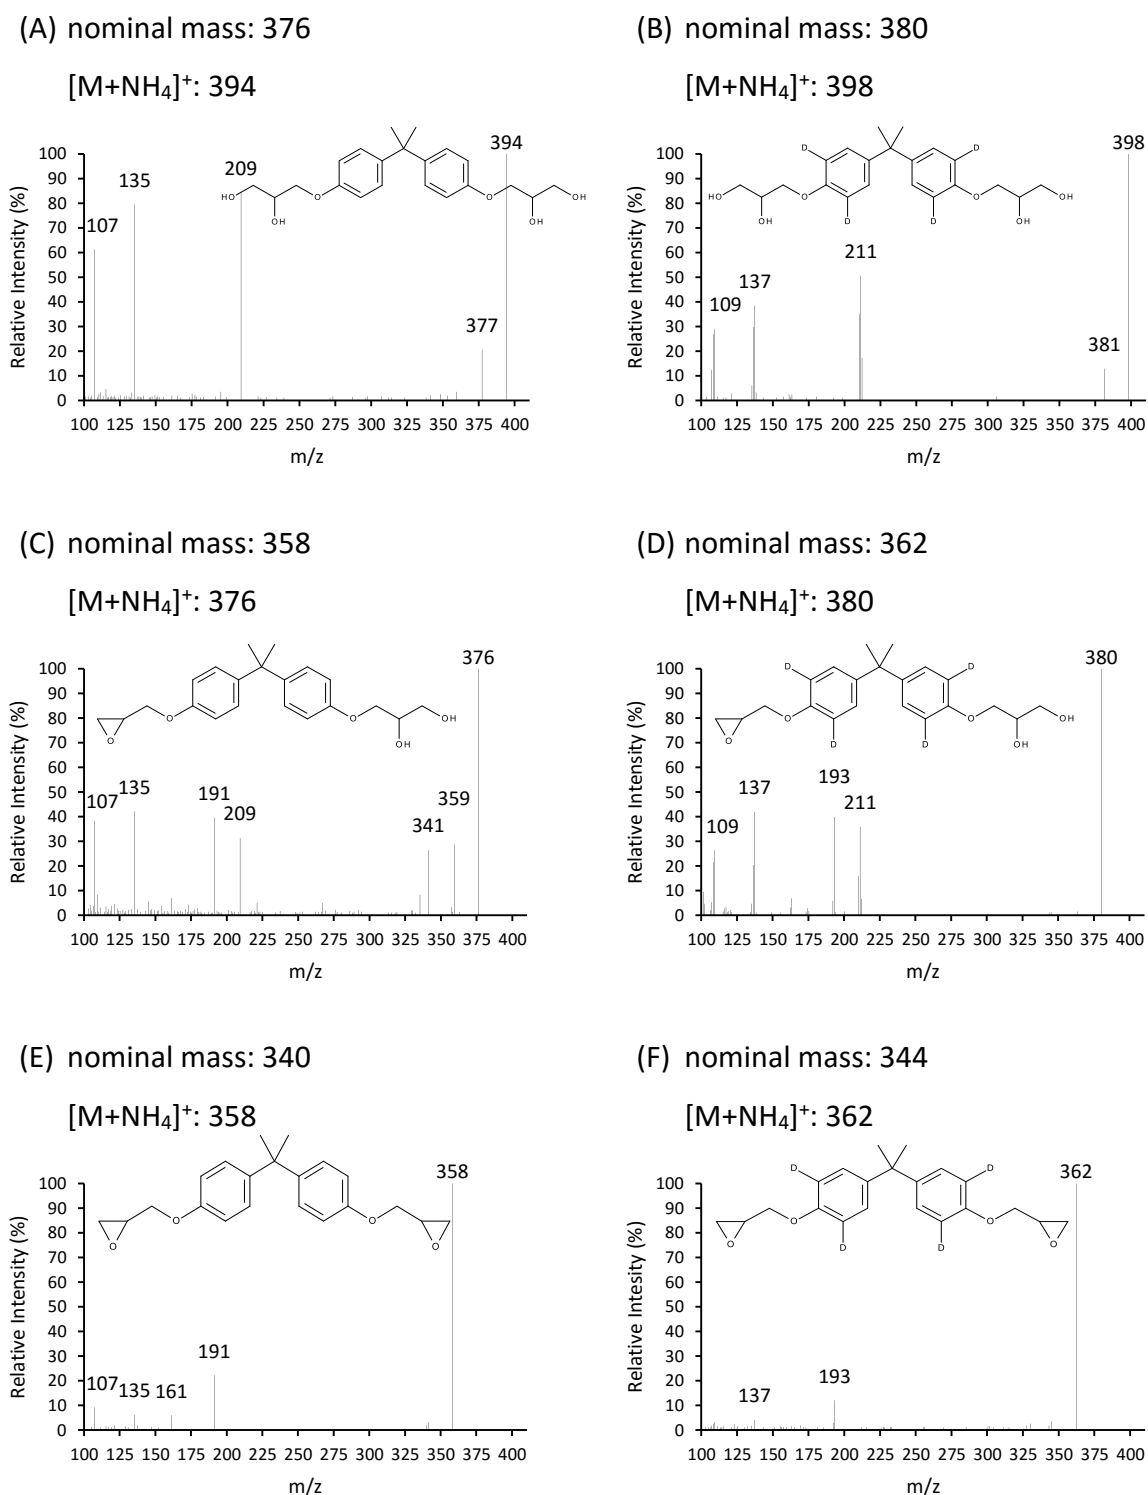 (A) nominal mass: 376
[M+NH₄]⁺: 394
Relative Intensity (%)
100
90
80
70
60
50
40
30
20
10
0
107
135
209
377
394
HO
OH
O
O
OH
OH
100 125 150 175 200 225 250 275 300 325 350 375 400
m/z
(B) nominal mass: 380
[M+NH₄]⁺: 398
Relative Intensity (%)
100
90
80
70
60
50
40
30
20
10
0
109
137
211
381
398
D
D
HO
OH
O
D
D
O
OH
OH
100 125 150 175 200 225 250 275 300 325 350 375 400
m/z
(C) nominal mass: 358
[M+NH₄]⁺: 376
Relative Intensity (%)
100
90
80
70
60
50
40
30
20
10
0
107
135
191
209
341
359
376
O
O
O
OH
OH
100 125 150 175 200 225 250 275 300 325 350 375 400
m/z
(D) nominal mass: 362
[M+NH₄]⁺: 380
Relative Intensity (%)
100
90
80
70
60
50
40
30
20
10
0
109
137
193
211
380
D
D
O
O
D
D
O
OH
OH
100 125 150 175 200 225 250 275 300 325 350 375 400
m/z
(E) nominal mass: 340
[M+NH₄]⁺: 358
Relative Intensity (%)
100
90
80
70
60
50
40
30
20
10
0
107
135
161
191
358
O
O
O
O
100 125 150 175 200 225 250 275 300 325 350 375 400
m/z
(F) nominal mass: 344
[M+NH₄]⁺: 362
Relative Intesity (%)
100
90
80
70
60
50
40
30
20
10
0
137
193
362
D
D
O
O
D
D
O
O
100 125 150 175 200 225 250 275 300 325 350 375 400
m/z